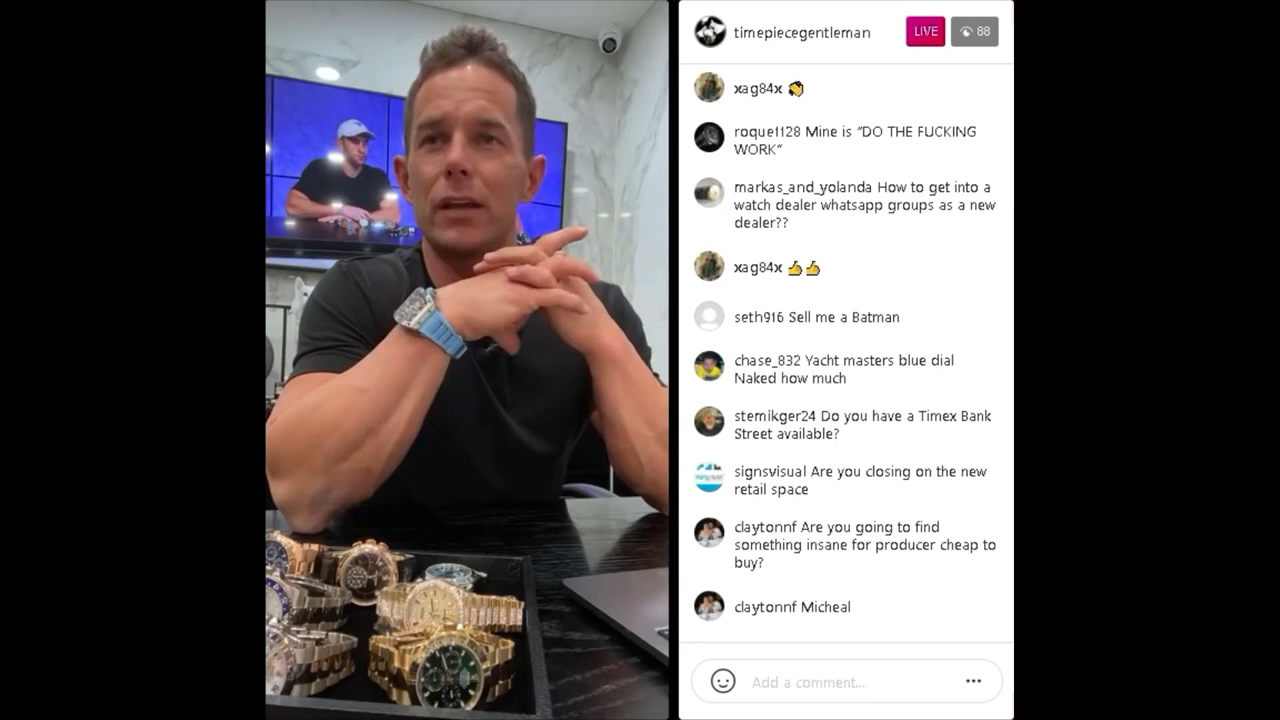 timepiecegentleman
LIVE
88
xag84x
roque1128 Mine is "DO THE FUCKING
WORK"
markas_and_yolanda How to get into a
watch dealer whatsapp groups as a new
dealer??
xag84x
seth916 Sell me a Batman
chase_832 Yacht masters blue dial
Naked how much
sternikger24 Do you have a Timex Bank
Street available?
signsvisual Are you closing on the new
retail space
claytonnf Are you going to find
something insane for producer cheap to
buy?
claytonnf Micheal
Add a comment...